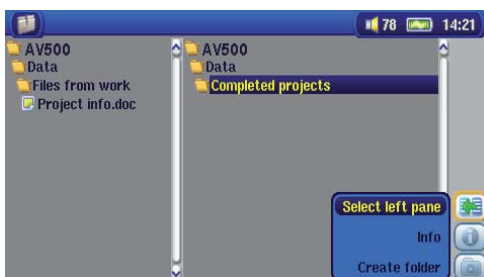 78 14:21
AV500
Data
Files from work
Project info.doc
AV500
Data
Completed projects
Select left pane
Info
Create folder